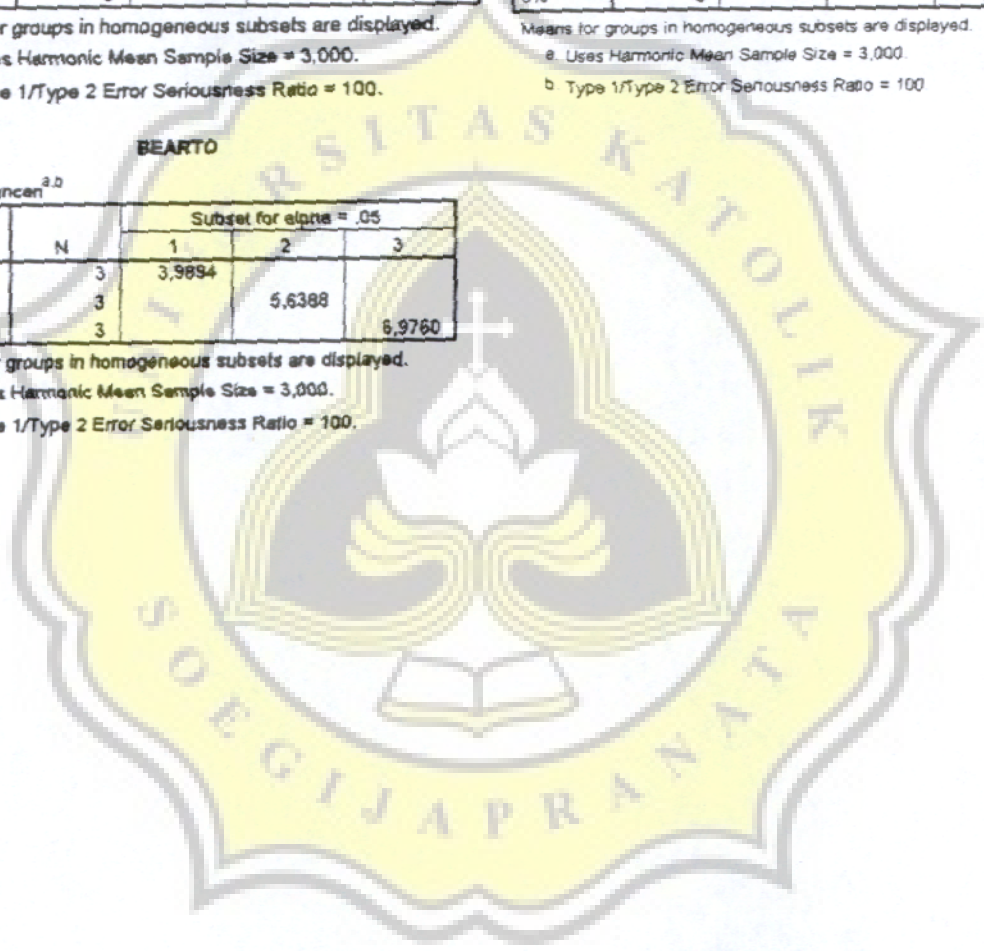 r groups in homogeneous subsets are displayed.
s Harmonic Mean Sample Size = 3,000.
e 1/Type 2 Error Seriousness Ratio = 100.
Means for groups in homogeneous subsets are displayed.
a. Uses Harmonic Mean Sample Size = 3,000.
b. Type 1/Type 2 Error Seriousness Ratio = 100
BEARTO
ncan a,b
Subset for alpha = .05
N 1 2 3
3 3,9894
3 5,6388
3 6,9760
groups in homogeneous subsets are displayed.
s Harmonic Mean Sample Size = 3,000.
e 1/Type 2 Error Seriousness Ratio = 100.
RSITAS KATOLIK
SOEGIJAPRANATA